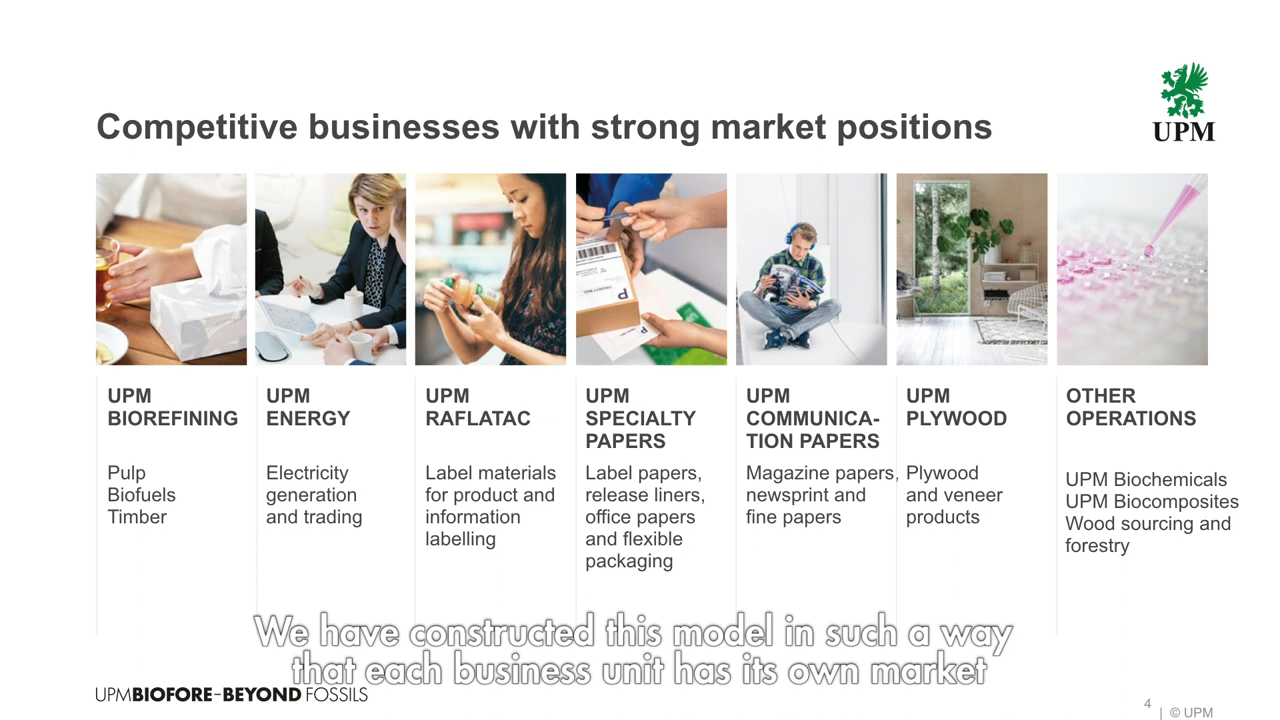 Competitive businesses with strong market positions
UPM
UPM
BIOREFINING
Pulp
Biofuels
Timber
UPM
ENERGY
Electricity
generation
and trading
UPM
RAFLATAC
Label materials
for product and
information
labelling
UPM
SPECIALTY
PAPERS
Label papers,
release liners,
office papers
and flexible
packaging
UPM
COMMUNICA-
TION PAPERS
Magazine papers,
newsprint and
fine papers
UPM
PLYWOOD
Plywood
and veneer
products
OTHER
OPERATIONS
UPM Biochemicals
UPM Biocomposites
Wood sourcing and
forestry
We have constructed this model in such a way
that each business unit has its own market
UPMBIOFORE–BEYOND FOSSILS
4 | © UPM